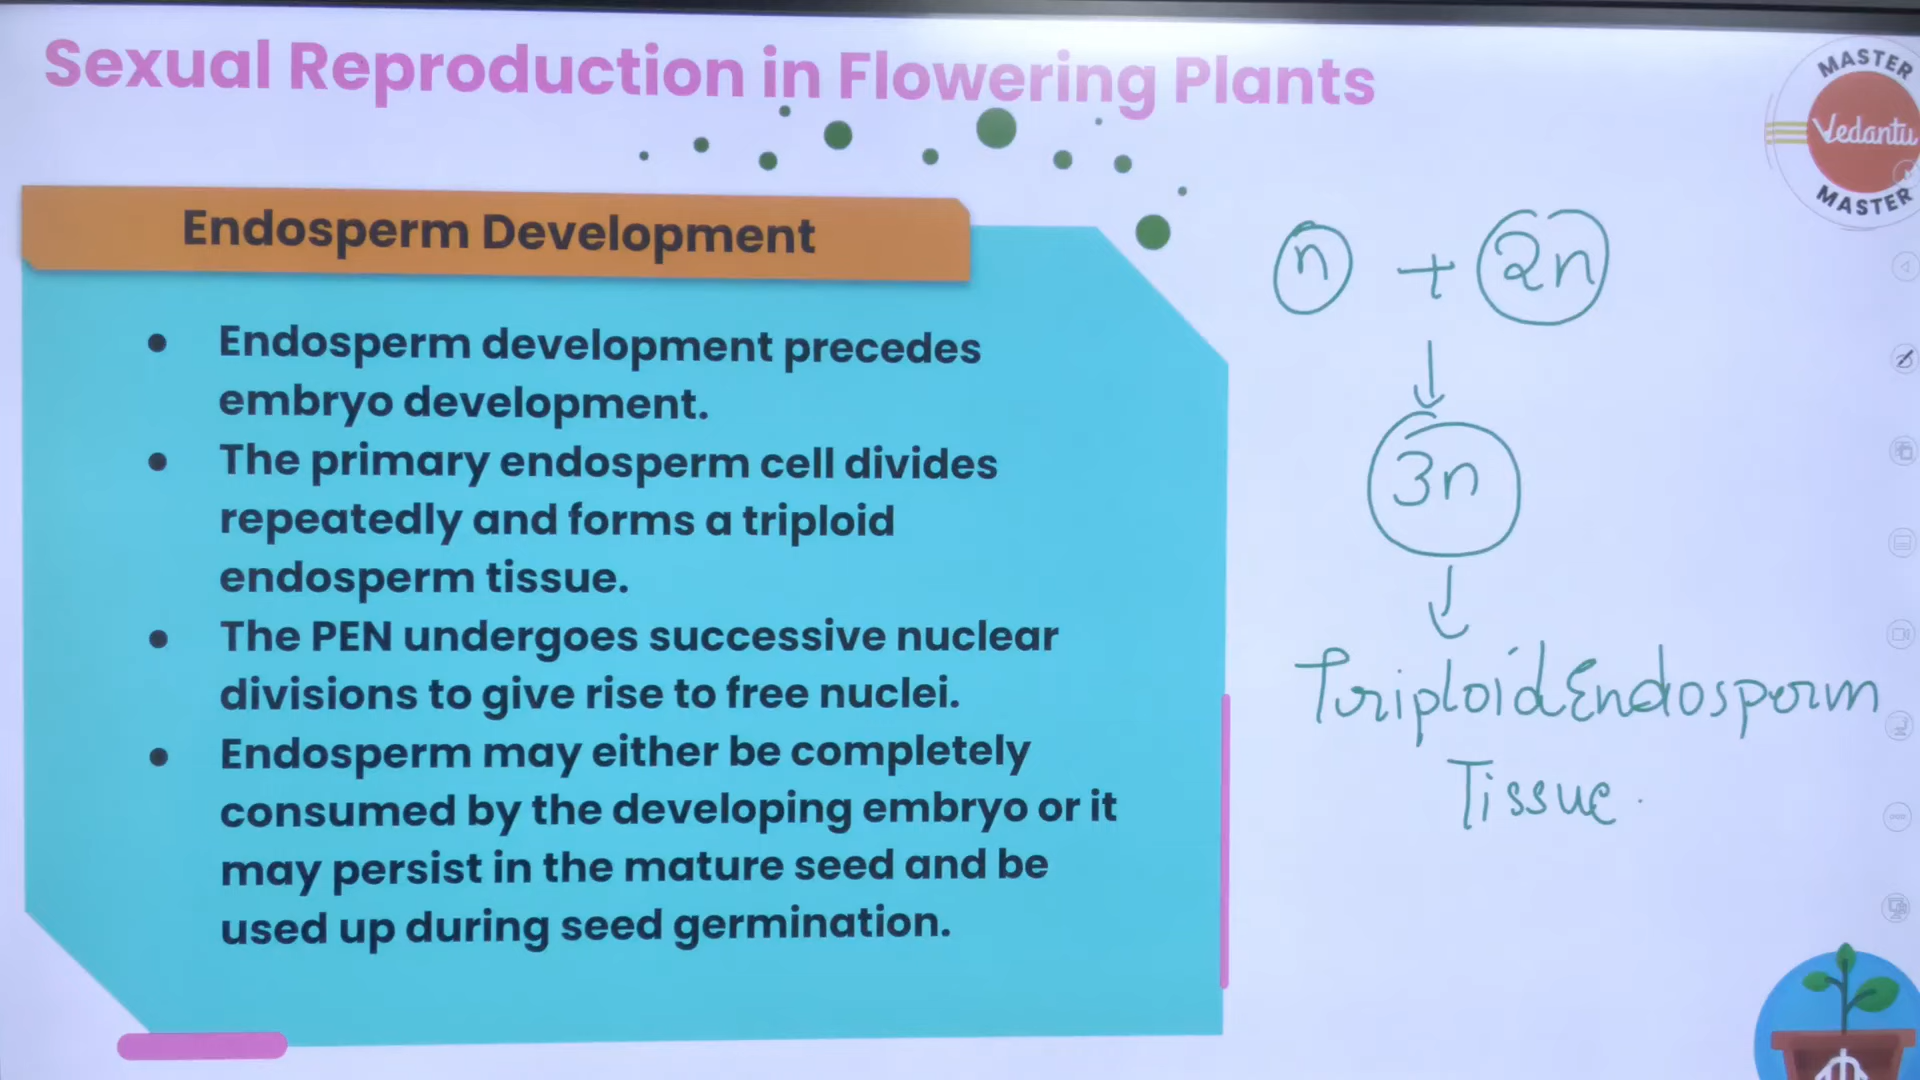 Sexual Reproduction in Flowering Plants
MASTER
Vedantu
MASTER
Endosperm Development
n + 2n
• Endosperm development precedes
embryo development.
• The primary endosperm cell divides
repeatedly and forms a triploid
endosperm tissue.
• The PEN undergoes successive nuclear
divisions to give rise to free nuclei.
• Endosperm may either be completely
consumed by the developing embryo or it
may persist in the mature seed and be
used up during seed germination.
3n
Triploid Endosperm
Tissue.